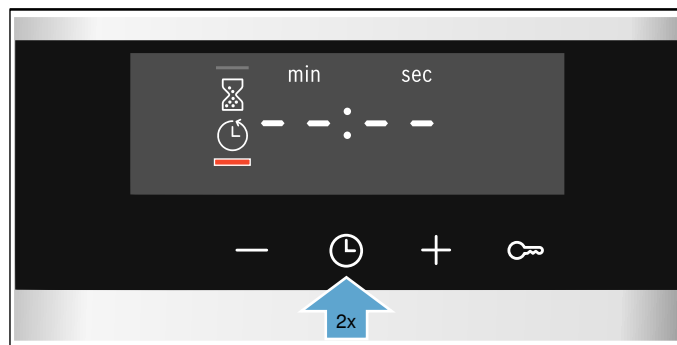 min sec
– – : – –
2x